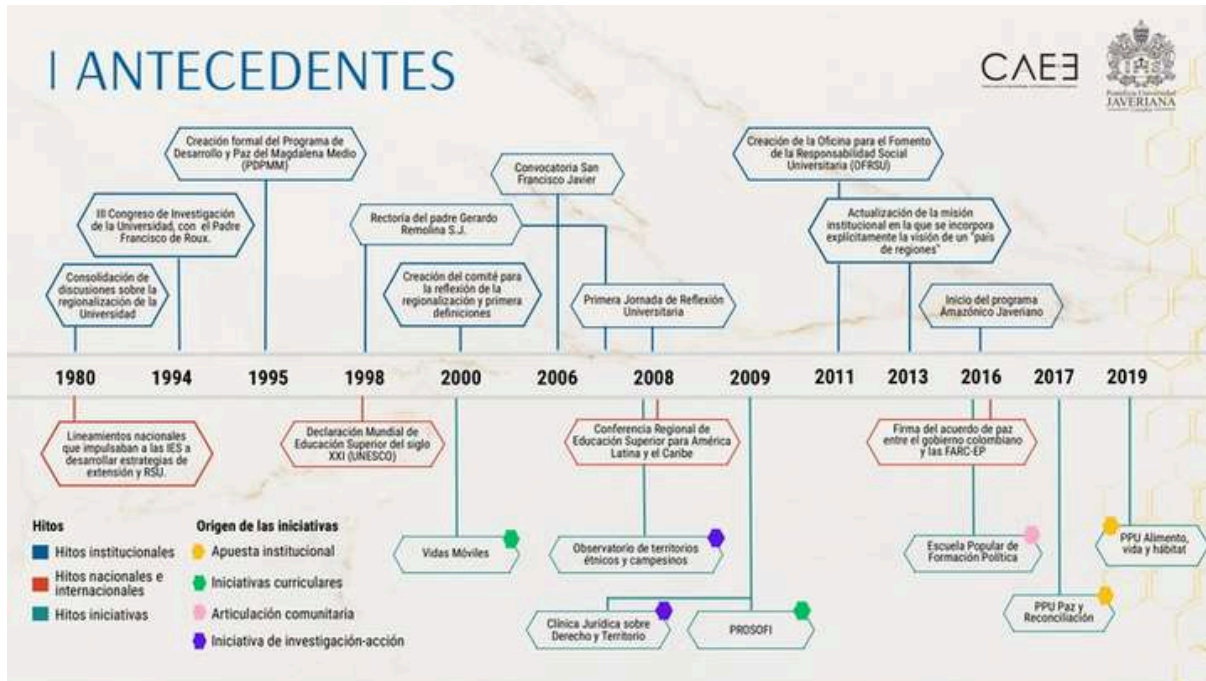 I ANTECEDENTES
CAEE
Pontificia Universidad
JAVERIANA
Creación formal del Programa de
Desarrollo y Paz del Magdalena Medio
(PDPMM)
Convocatoria San
Francisco Javier
Creación de la Oficina para el Fomento
de la Responsabilidad Social
Universitaria (OFRSU)
III Congreso de Investigación
de la Universidad, con el Padre
Francisco de Roux.
Rectoría del padre Gerardo
Remolina S.J.
Actualización de la misión
institucional en la que se incorpora
explícitamente la visión de un "país
de regiones"
Consolidación de
discusiones sobre la
regionalización de la
Universidad
Creación del comité para
la reflexión de la
regionalización y primera
definiciones
Primera Jornada de Reflexión
Universitaria
Inicio del programa
Amazónico Javeriano
1980 1994 1995 1998 2000 2006 2008 2009 2011 2013 2016 2017 2019
Lineamientos nacionales
que impulsaban a las IES a
desarrollar estrategias de
extensión y RSU.
Declaración Mundial de
Educación Superior del siglo
XXI (UNESCO)
Conferencia Regional de
Educación Superior para América
Latina y el Caribe
Firma del acuerdo de paz
entre el gobierno colombiano
y las FARC-EP
Vidas Móviles
Observatorio de territorios
étnicos y campesinos
Escuela Popular de
Formación Política
PPU Alimento,
vida y hábitat
Clínica Jurídica sobre
Derecho y Territorio
PROSOFI
PPU Paz y
Reconciliación
Hitos
Hitos institucionales
Hitos nacionales e
internacionales
Hitos iniciativas
Origen de las iniciativas
Apuesta institucional
Iniciativas curriculares
Articulación comunitaria
Iniciativa de investigación-acción